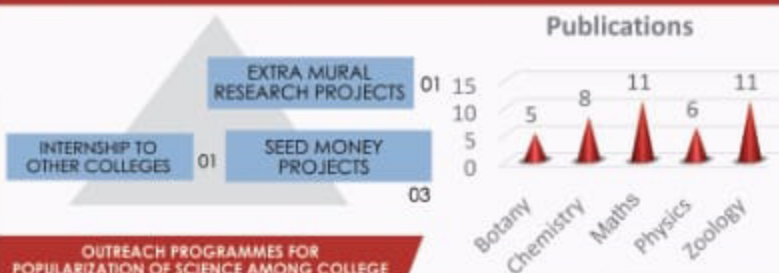 EXTRA MURAL
RESEARCH PROJECTS
01
INTERNSHIP TO
OTHER COLLEGES
01
SEED MONEY
PROJECTS
03
OUTREACH PROGRAMMES FOR
POPULARIZATION OF SCIENCE AMONG COLLEGE
Publications
15
10
5
0
5
8
11
6
11
Botany
Chemistry
Maths
Physics
Zoology